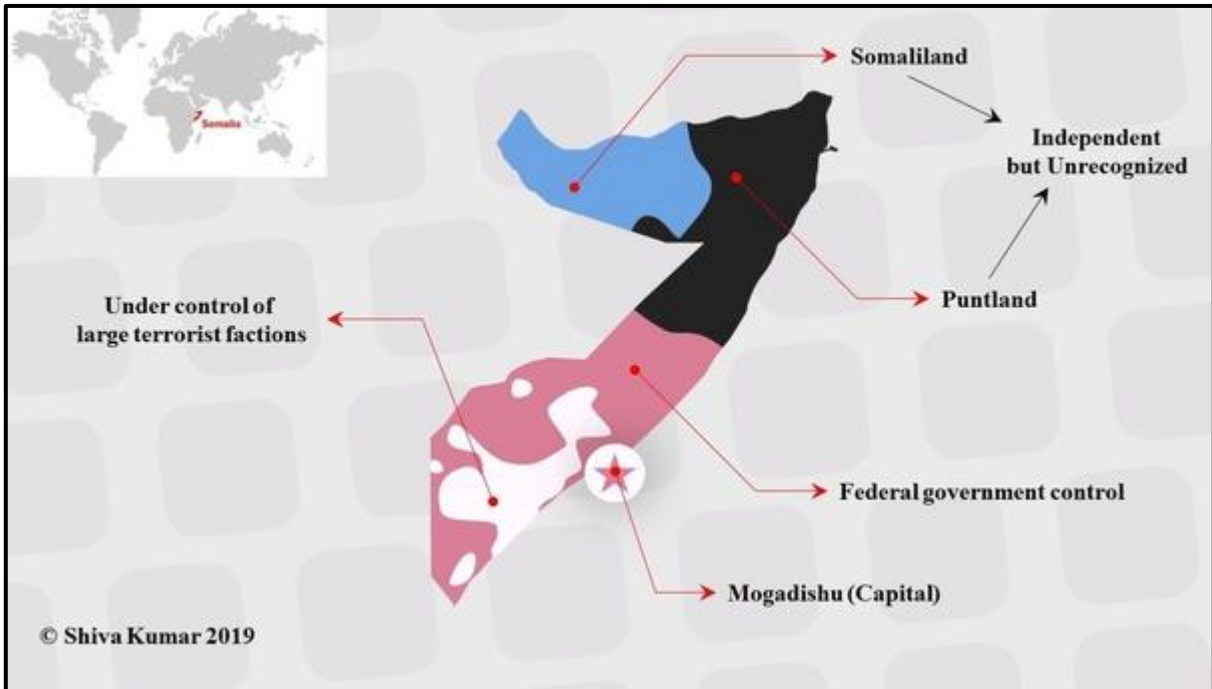 Somalia
Somaliland
Independent
but Unrecognized
Puntland
Under control of
large terrorist factions
Federal government control
Mogadishu (Capital)
© Shiva Kumar 2019